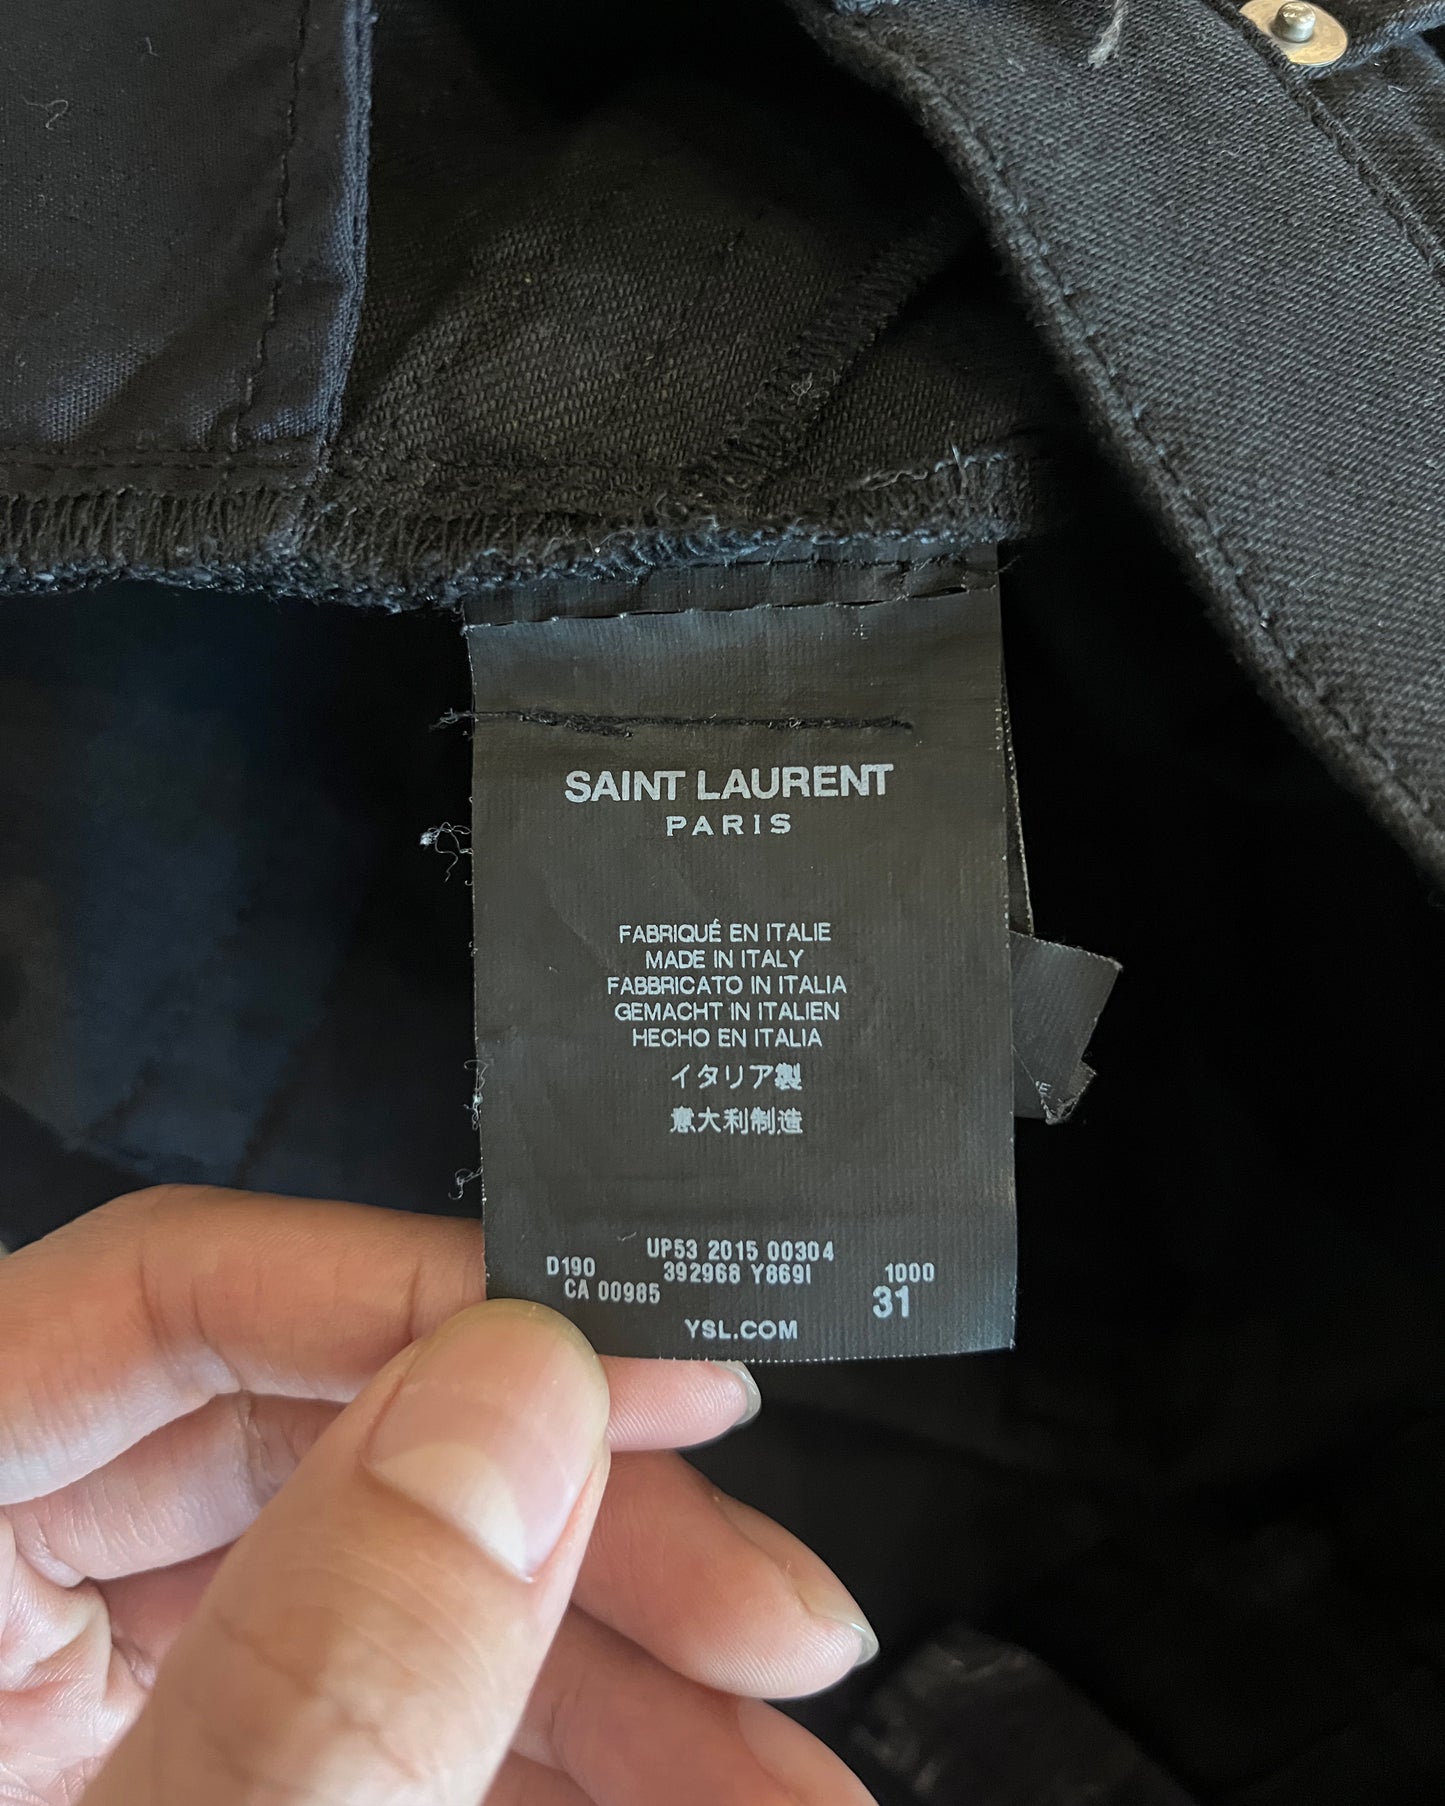 SAINT LAURENT
PARIS
FABRIQUÉ EN ITALIE
MADE IN ITALY
FABBRICATO IN ITALIA
GEMACHT IN ITALIEN
HECHO EN ITALIA
イタリア製
意大利制造
UP53 2015 00304
D190 392968 Y869I 1000
CA 00985 31
YSL.COM